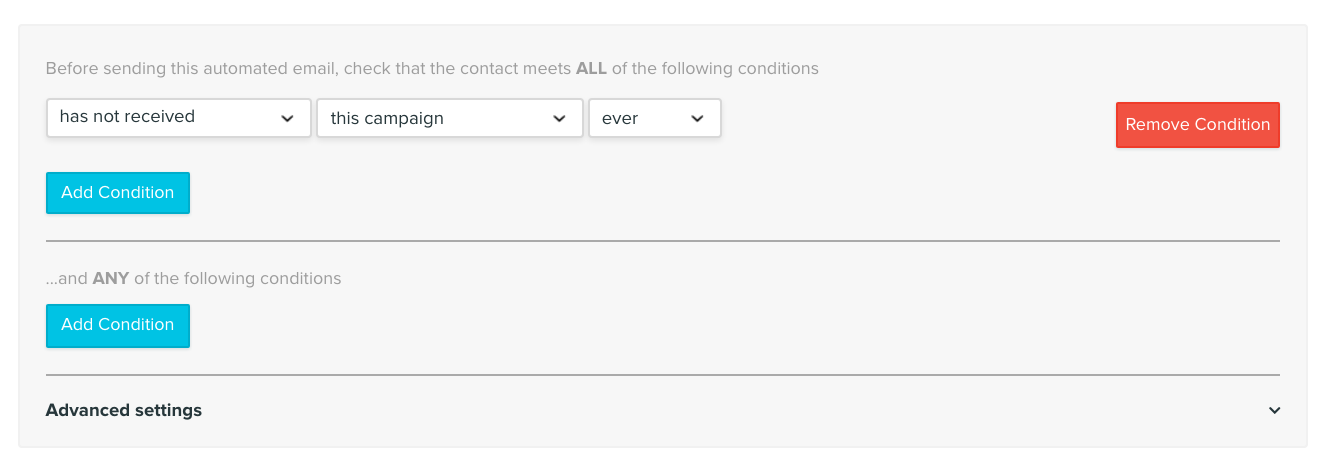 Before sending this automated email, check that the contact meets ALL of the following conditions
has not received this campaign ever Remove Condition
Add Condition
...and ANY of the following conditions
Add Condition
Advanced settings